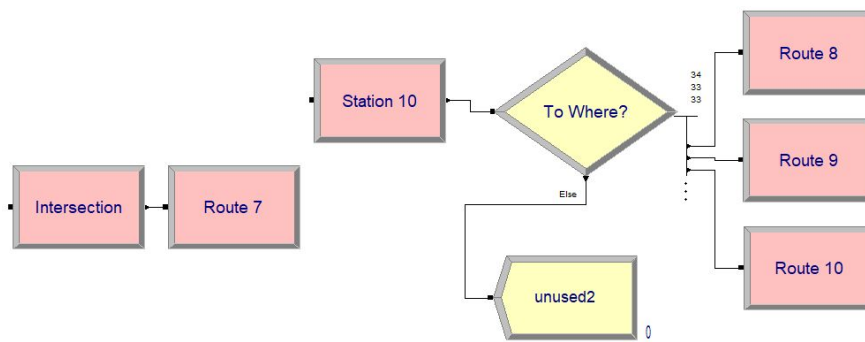 Intersection
Route 7
Station 10
To Where?
34
33
33
Else
unused2
0
Route 8
Route 9
Route 10